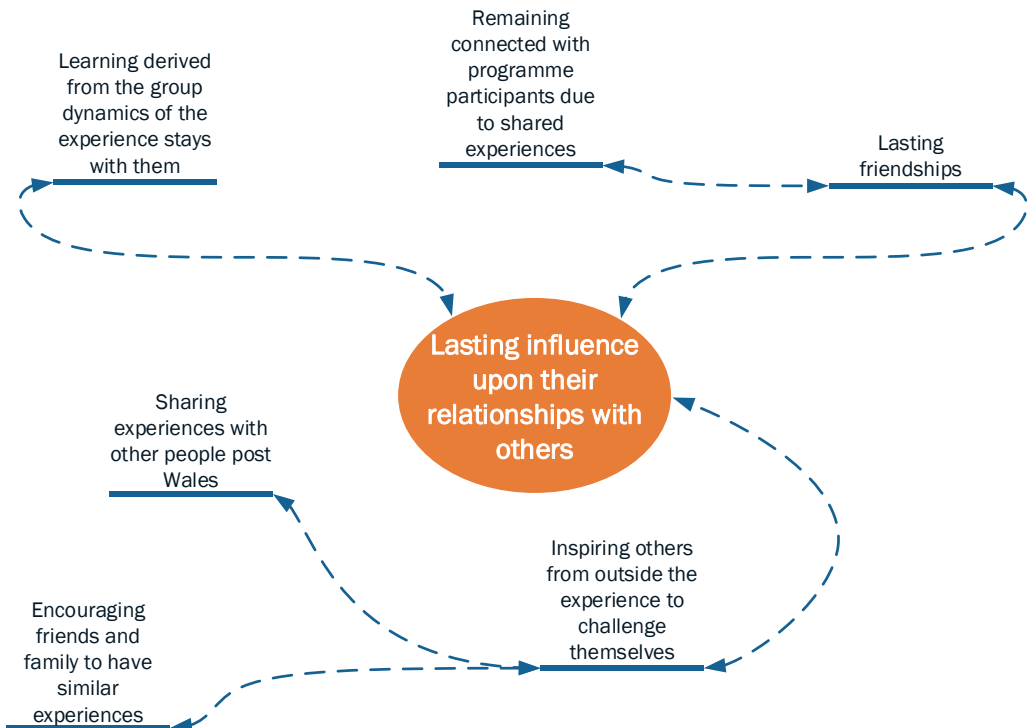 Learning derived
from the group
dynamics of the
experience stays
with them
Remaining
connected with
programme
participants due
to shared
experiences
Lasting
friendships
Lasting influence
upon their
relationships with
others
Sharing
experiences with
other people post
Wales
Inspiring others
from outside the
experience to
challenge
themselves
Encouraging
friends and
family to have
similar
experiences